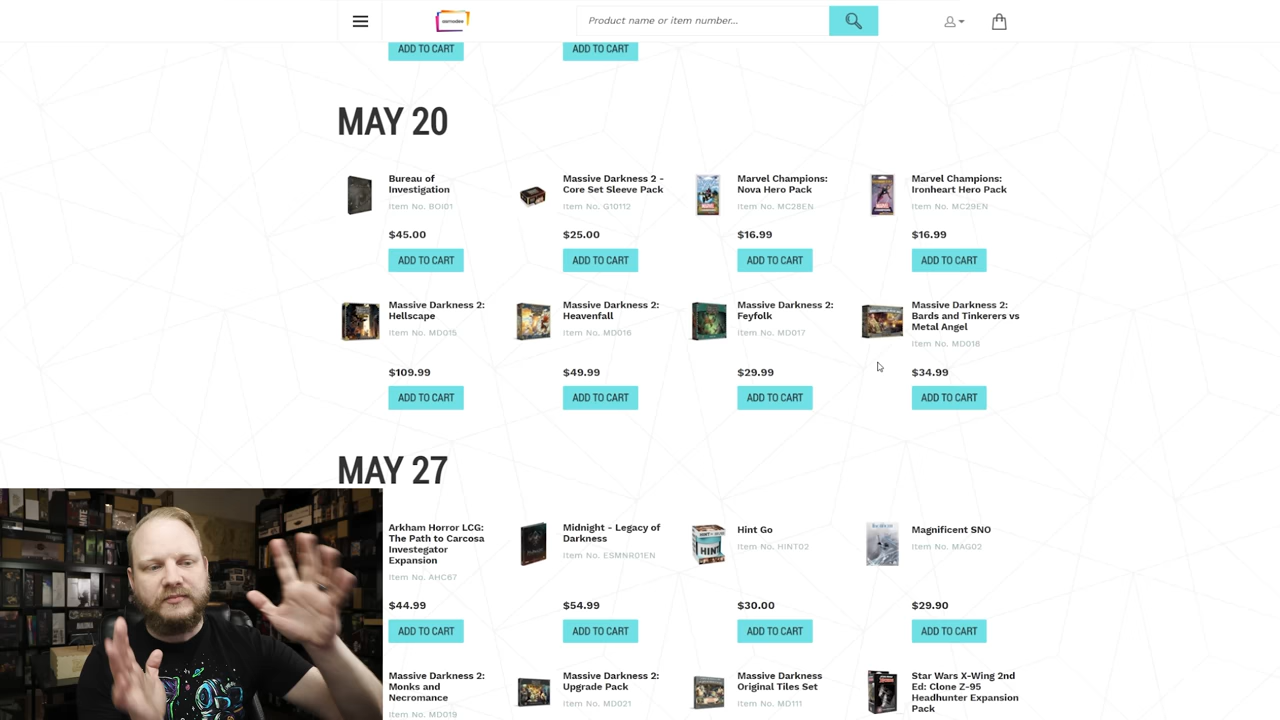 asmodee
Product name or item number...
ADD TO CART
ADD TO CART
MAY 20
Bureau of
Investigation
Item No. BOI01
$45.00
ADD TO CART
Massive Darkness 2 -
Core Set Sleeve Pack
Item No. G10112
$25.00
ADD TO CART
Marvel Champions:
Nova Hero Pack
Item No. MC28EN
$16.99
ADD TO CART
Marvel Champions:
Ironheart Hero Pack
Item No. MC29EN
$16.99
ADD TO CART
Massive Darkness 2:
Hellscape
Item No. MD015
$109.99
ADD TO CART
Massive Darkness 2:
Heavenfall
Item No. MD016
$49.99
ADD TO CART
Massive Darkness 2:
Feyfolk
Item No. MD017
$29.99
ADD TO CART
Massive Darkness 2:
Bards and Tinkerers vs
Metal Angel
Item No. MD018
$34.99
ADD TO CART
MAY 27
Arkham Horror LCG:
The Path to Carcosa
Investegator
Expansion
Item No. AHC67
$44.99
ADD TO CART
Midnight - Legacy of
Darkness
Item No. ESMNR01EN
$54.99
ADD TO CART
HINT
Hint Go
Item No. HINT02
$30.00
ADD TO CART
Magnificent SNO
Item No. MAG02
$29.90
ADD TO CART
Massive Darkness 2:
Monks and
Necromance
Item No. MD019
Massive Darkness 2:
Upgrade Pack
Item No. MD021
Massive Darkness
Original Tiles Set
Item No. MD111
Star Wars X-Wing 2nd
Ed: Clone Z-95
Headhunter Expansion
Pack